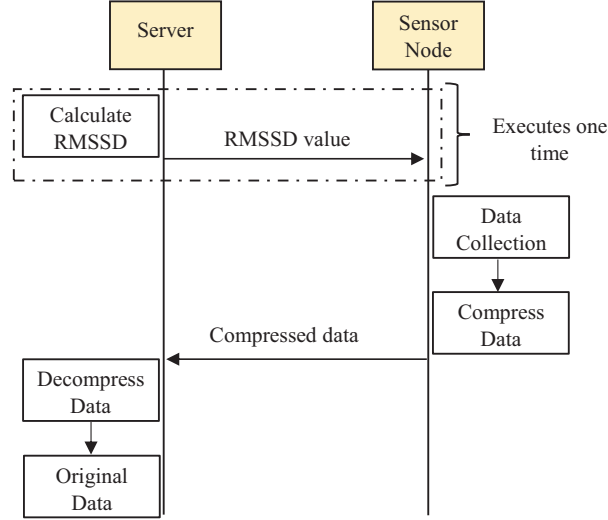 Server
Sensor
Node
Calculate
RMSSD
RMSSD value
Executes one
time
Data
Collection
Compress
Data
Compressed data
Decompress
Data
Original
Data